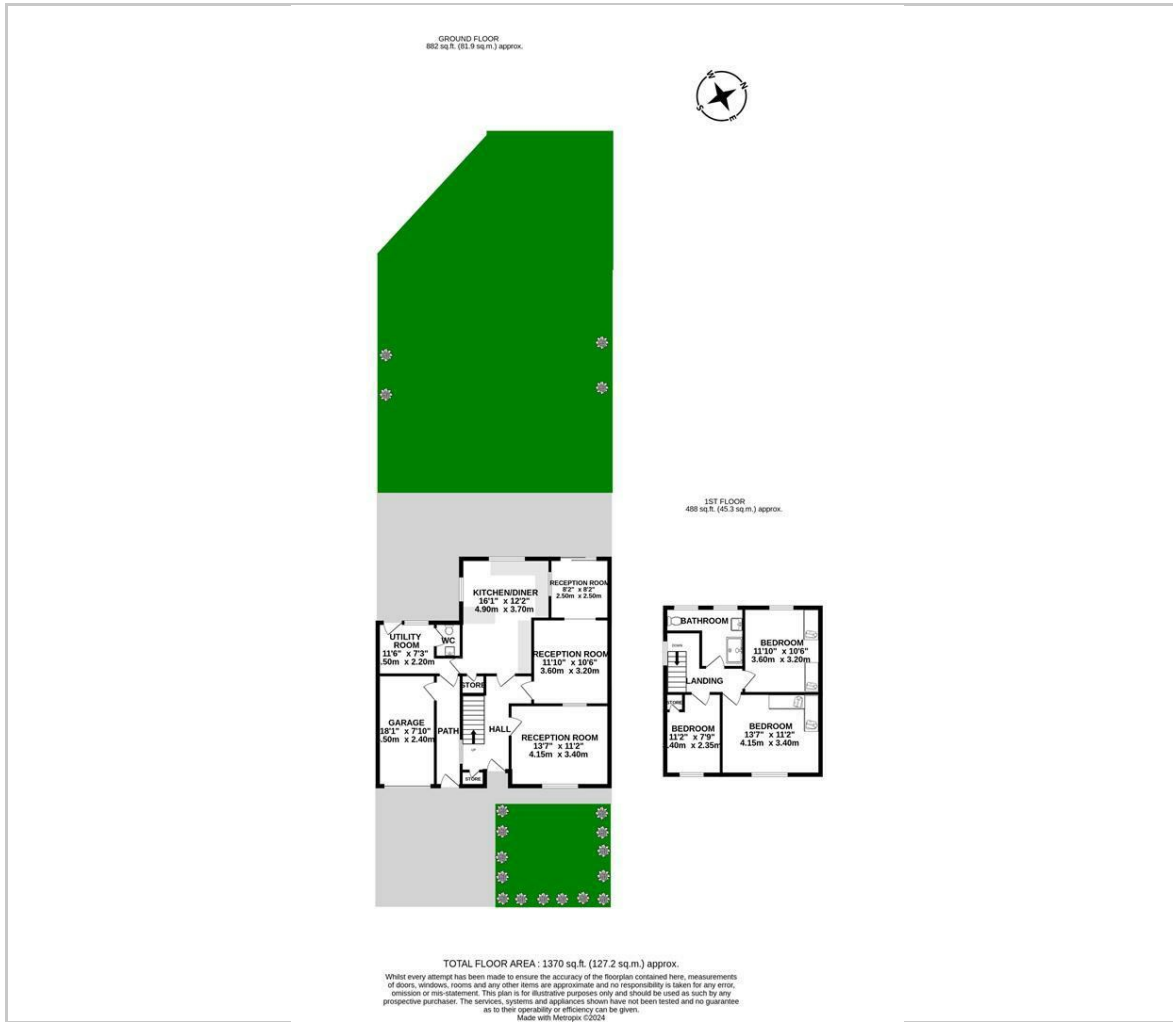 GROUND FLOOR
882 sq.ft. (81.9 sq.m.) approx.
W
N
S
E
1ST FLOOR
488 sq.ft. (45.3 sq.m.) approx.
KITCHEN/DINER
16'1" x 12'2"
4.90m x 3.70m
RECEPTION ROOM
8'2" x 8'2"
2.50m x 2.50m
UTILITY
ROOM
11'6" x 7'3"
.50m x 2.20m
WC
RECEPTION ROOM
11'10" x 10'6"
3.60m x 3.20m
STORE
GARAGE
18'1" x 7'10"
.50m x 2.40m
PATH
HALL
UP
RECEPTION ROOM
13'7" x 11'2"
4.15m x 3.40m
STORE
BATHROOM
BEDROOM
11'10" x 10'6"
3.60m x 3.20m
DOWN
LANDING
STORE
BEDROOM
11'2" x 7'9"
.40m x 2.35m
BEDROOM
13'7" x 11'2"
4.15m x 3.40m
TOTAL FLOOR AREA : 1370 sq.ft. (127.2 sq.m.) approx.
Whilst every attempt has been made to ensure the accuracy of the floorplan contained here, measurements
of doors, windows, rooms and any other items are approximate and no responsibility is taken for any error,
omission or mis-statement. This plan is for illustrative purposes only and should be used as such by any
prospective purchaser. The services, systems and appliances shown have not been tested and no guarantee
as to their operability or efficiency can be given.
Made with Metropix ©2024